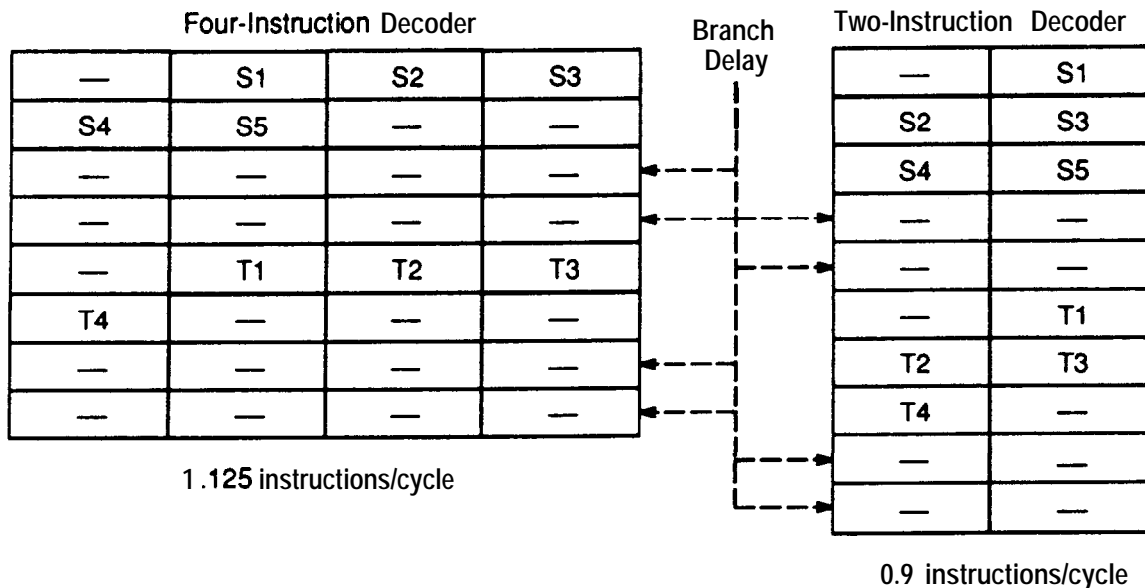 Four-Instruction Decoder
— S1 S2 S3
S4 S5 — —
— — — —
— — — —
— T1 T2 T3
T4 — — —
— — — —
— — — —
1.125 instructions/cycle
Branch
Delay
Two-Instruction Decoder
— S1
S2 S3
S4 S5
— —
— —
— T1
T2 T3
T4 —
— —
— —
0.9 instructions/cycle